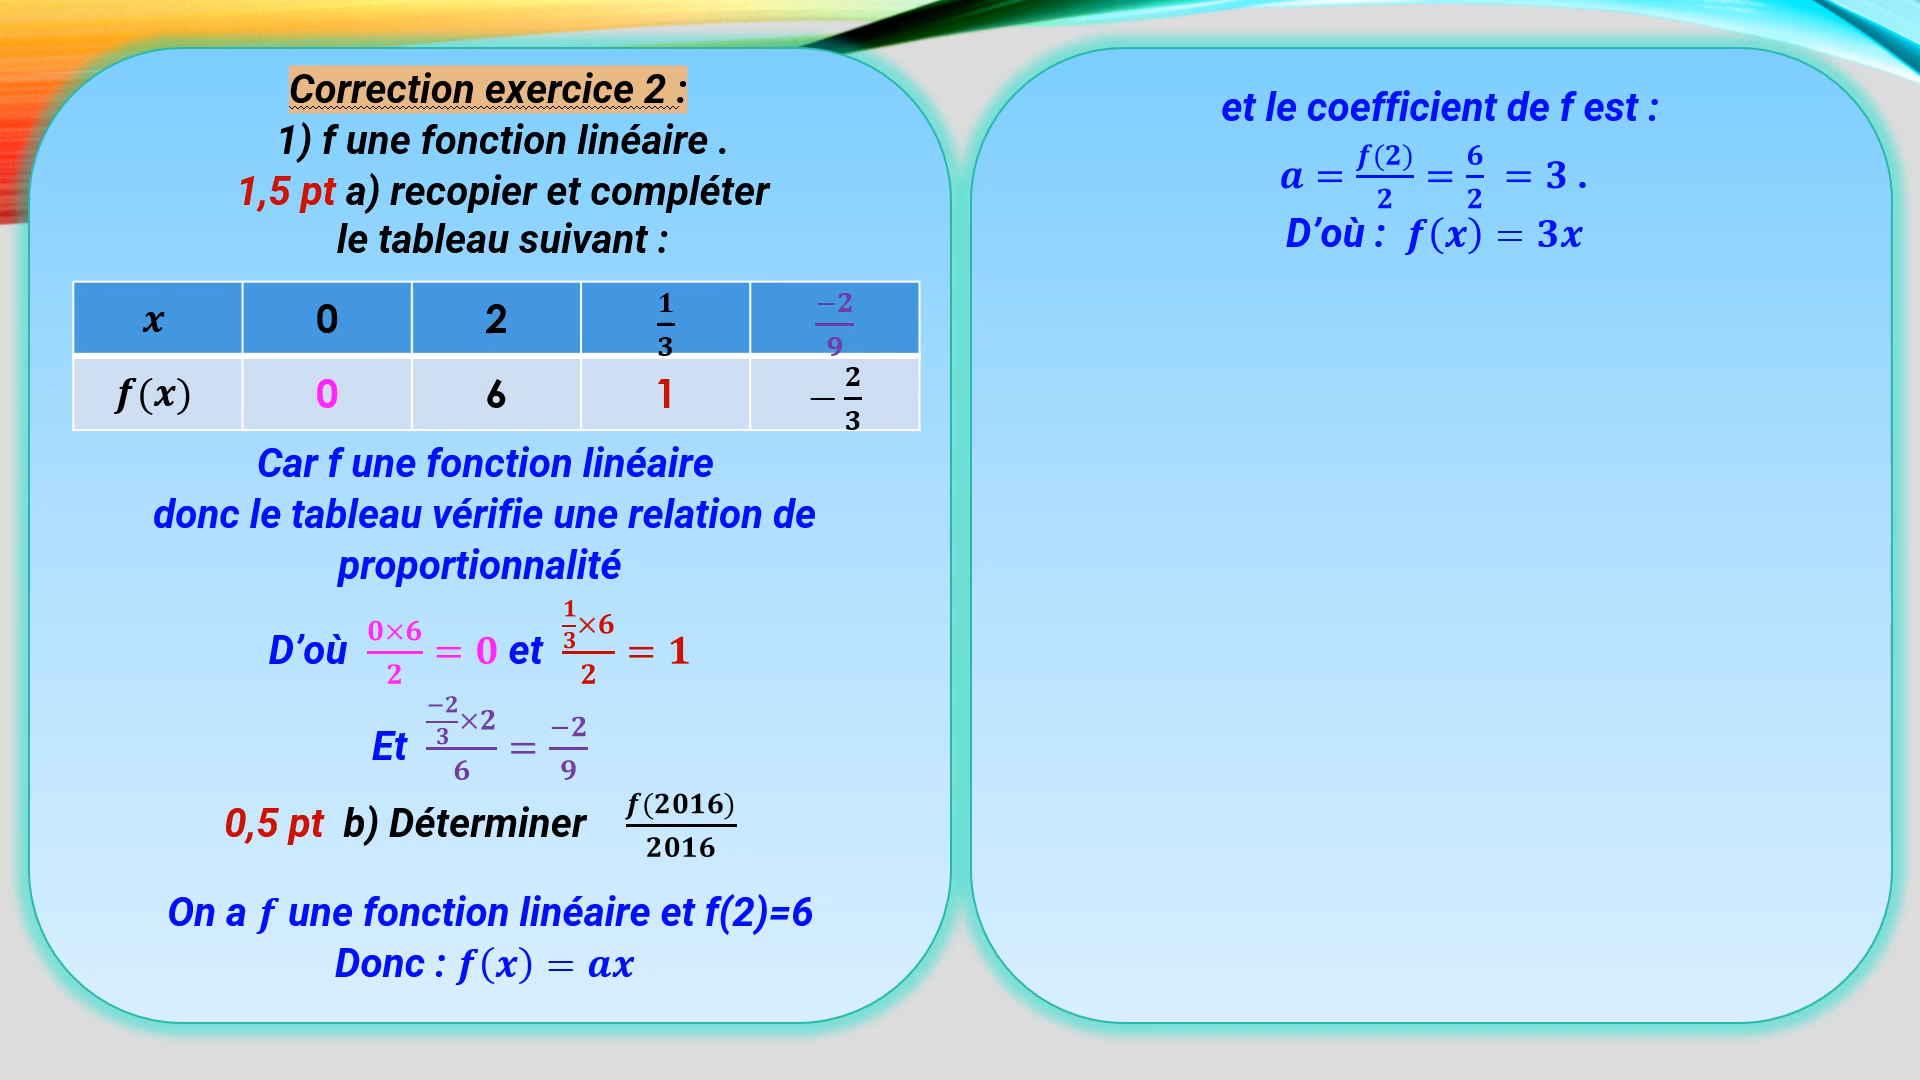 Correction exercice 2 :
1) f une fonction linéaire .
1,5 pt a) recopier et compléter
le tableau suivant :
x 0 2 1/3 -2/9
f(x) 0 6 1 -2/3
Car f une fonction linéaire
donc le tableau vérifie une relation de
proportionnalité
D’où (0×6)/2 = 0 et (1/3×6)/2 = 1
Et (-2/3×2)/6 = -2/9
0,5 pt b) Déterminer f(2016)/2016
On a f une fonction linéaire et f(2)=6
Donc : f(x) = ax
et le coefficient de f est :
a = f(2)/2 = 6/2 = 3 .
D’où : f(x) = 3x